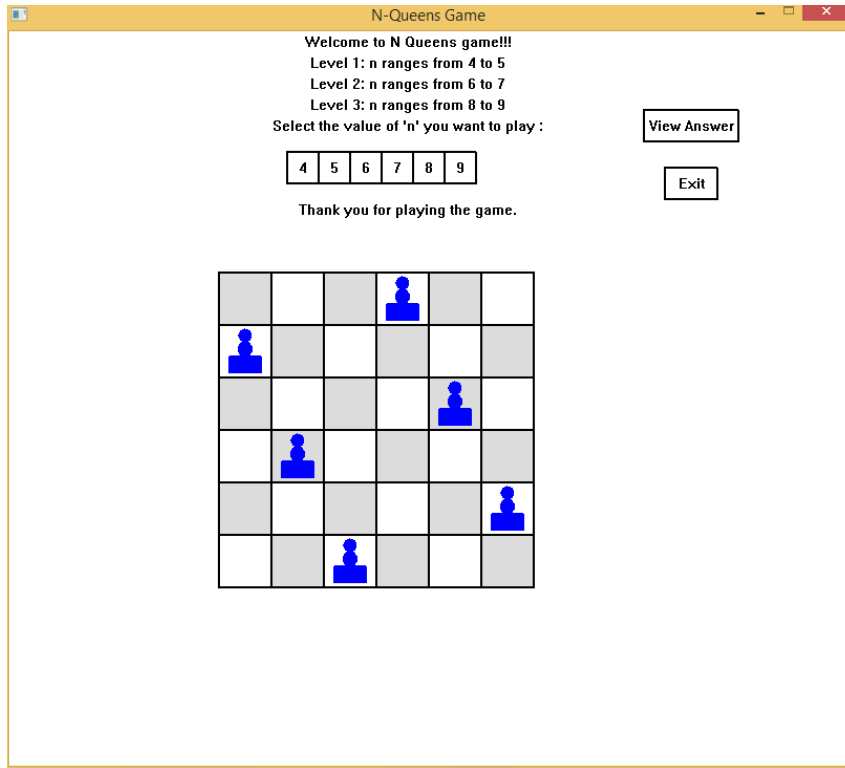 N-Queens Game
Welcome to N Queens game!!!
Level 1: n ranges from 4 to 5
Level 2: n ranges from 6 to 7
Level 3: n ranges from 8 to 9
Select the value of 'n' you want to play :
View Answer
4 5 6 7 8 9
Exit
Thank you for playing the game.